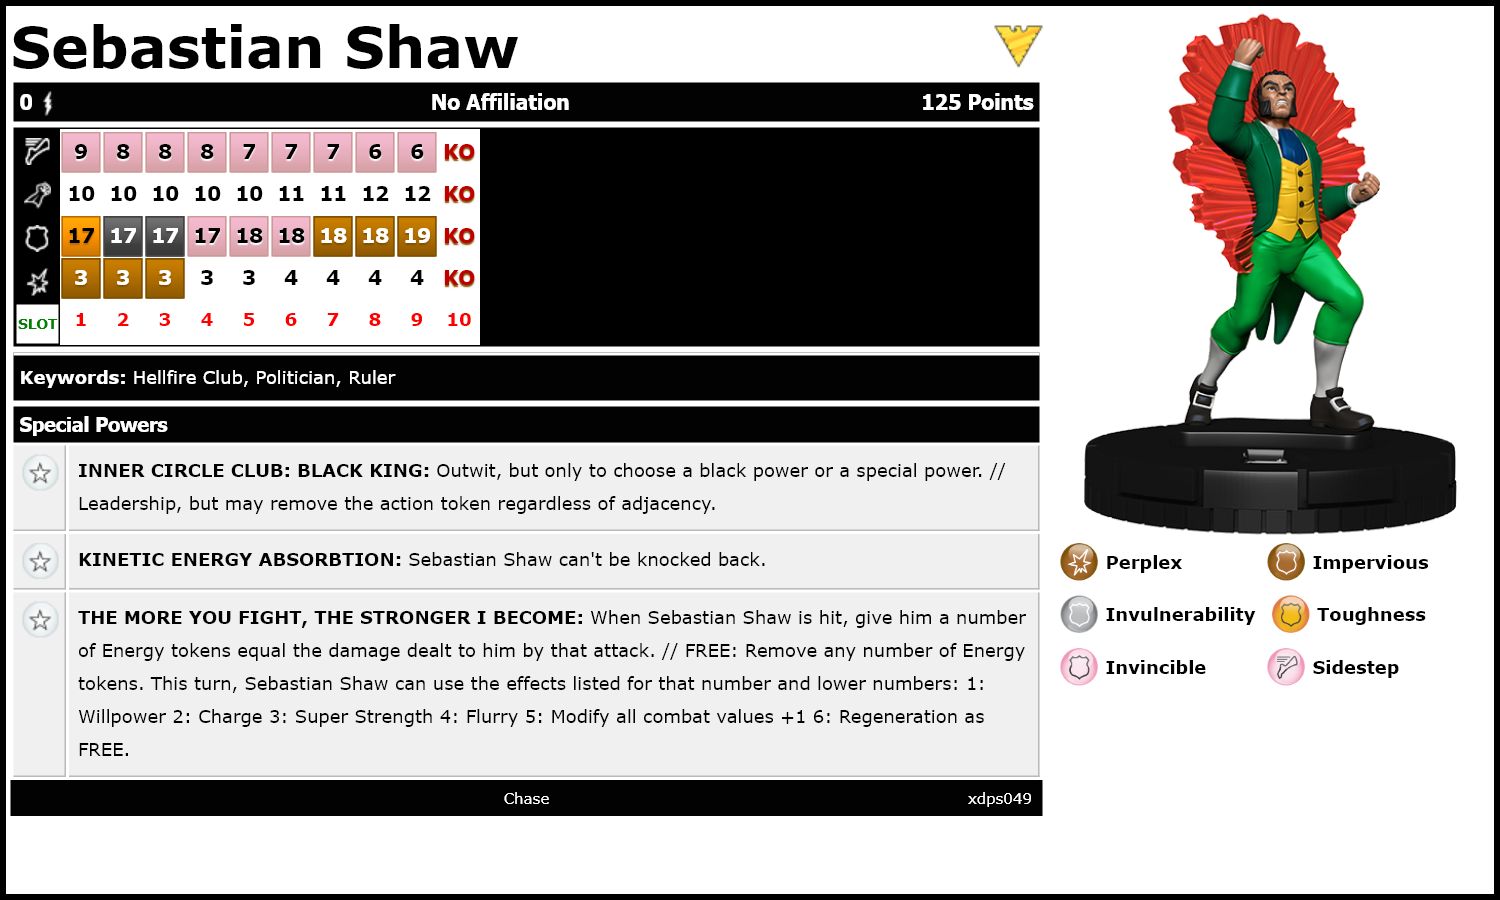 Sebastian Shaw
0 No Affiliation 125 Points
9 8 8 8 7 7 7 6 6 KO
10 10 10 10 10 11 11 12 12 KO
17 17 17 17 18 18 18 18 19 KO
3 3 3 3 3 4 4 4 4 KO
SLOT 1 2 3 4 5 6 7 8 9 10
Keywords: Hellfire Club, Politician, Ruler
Special Powers
INNER CIRCLE CLUB: BLACK KING: Outwit, but only to choose a black power or a special power. //
Leadership, but may remove the action token regardless of adjacency.
KINETIC ENERGY ABSORBTION: Sebastian Shaw can't be knocked back.
THE MORE YOU FIGHT, THE STRONGER I BECOME: When Sebastian Shaw is hit, give him a number
of Energy tokens equal the damage dealt to him by that attack. // FREE: Remove any number of Energy
tokens. This turn, Sebastian Shaw can use the effects listed for that number and lower numbers: 1:
Willpower 2: Charge 3: Super Strength 4: Flurry 5: Modify all combat values +1 6: Regeneration as
FREE.
Chase xdps049
Perplex Impervious
Invulnerability Toughness
Invincible Sidestep